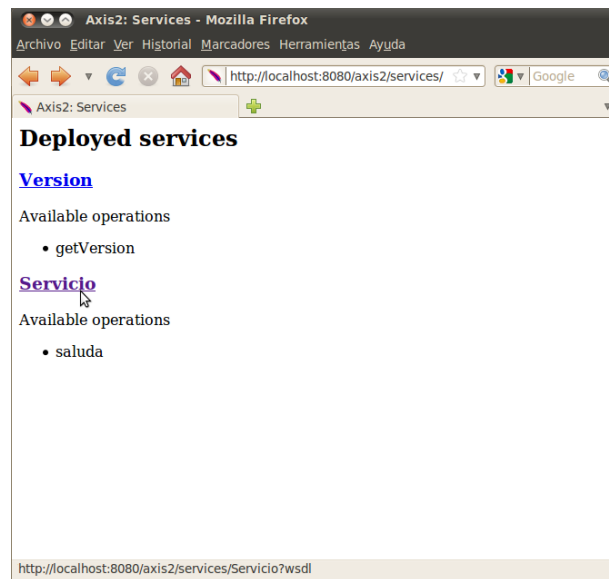 Axis2: Services - Mozilla Firefox
Archivo Editar Ver Historial Marcadores Herramientas Ayuda
http://localhost:8080/axis2/services/ Google
Axis2: Services
Deployed services
Version
Available operations
• getVersion
Servicio
Available operations
• saluda
http://localhost:8080/axis2/services/Servicio?wsdl